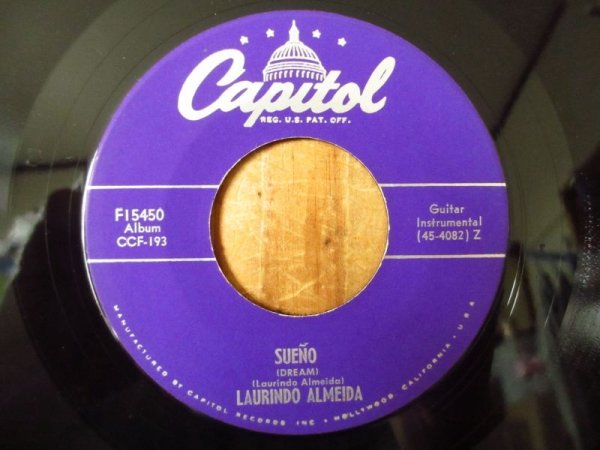 Capitol
REG. U.S. PAT. OFF.
F15450
Album
CCF-193
Guitar
Instrumental
(45-4082) Z
SUEÑO
(DREAM)
(Laurindo Almeida)
LAURINDO ALMEIDA
MANUFACTURED BY CAPITOL RECORDS INC • HOLLYWOOD, CALIFORNIA • U·S·A